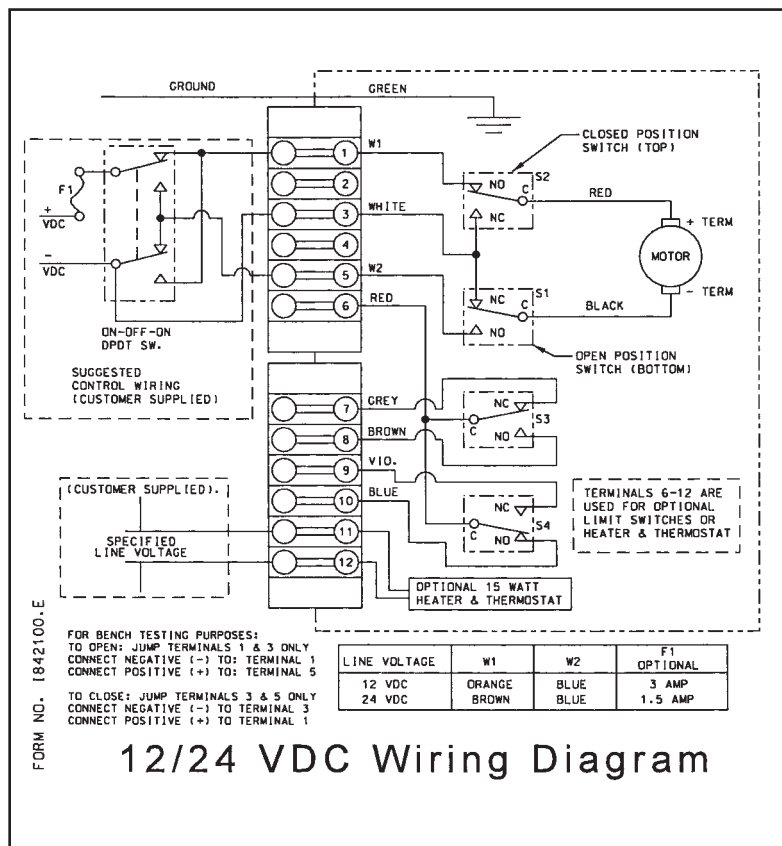 GROUND
GREEN
CLOSED POSITION
SWITCH (TOP)
1
W1
2
3
WHITE
4
5
W2
6
RED
F1
+
VDC
-
VDC
ON-OFF-ON
DPDT SW.
SUGGESTED
CONTROL WIRING
(CUSTOMER SUPPLIED)
NO
S2
C
NC
RED
+ TERM
MOTOR
- TERM
NC
S1
C
NO
BLACK
OPEN POSITION
SWITCH (BOTTOM)
7
GREY
8
BROWN
9
VIO.
10
BLUE
11
12
NC
S3
C
NO
NC
S4
C
NO
(CUSTOMER SUPPLIED).
SPECIFIED
LINE VOLTAGE
TERMINALS 6-12 ARE
USED FOR OPTIONAL
LIMIT SWITCHES OR
HEATER & THERMOSTAT
OPTIONAL 15 WATT
HEATER & THERMOSTAT
FORM NO. I842100.E
FOR BENCH TESTING PURPOSES:
TO OPEN: JUMP TERMINALS 1 & 3 ONLY
CONNECT NEGATIVE (-) TO: TERMINAL 1
CONNECT POSITIVE (+) TO: TERMINAL 5
TO CLOSE: JUMP TERMINALS 3 & 5 ONLY
CONNECT NEGATIVE (-) TO TERMINAL 3
CONNECT POSITIVE (+) TO TERMINAL 1
LINE VOLTAGE W1 W2 F1 OPTIONAL
12 VDC ORANGE BLUE 3 AMP
24 VDC BROWN BLUE 1.5 AMP
12/24 VDC Wiring Diagram